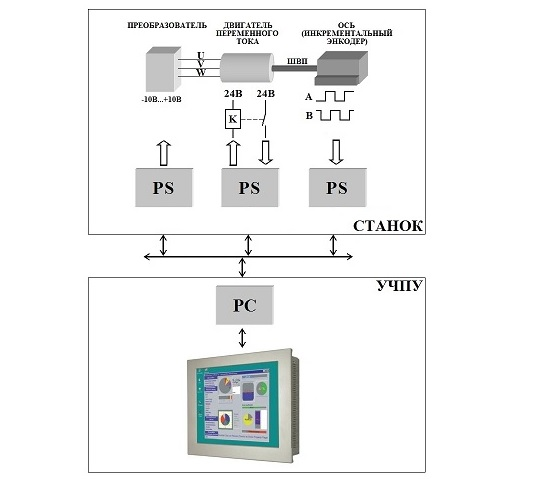 ПРЕОБРАЗОВАТЕЛЬ
ДВИГАТЕЛЬ
ПЕРЕМЕННОГО
ТОКА
ОСЬ
(ИНКРЕМЕНТАЛЬНЫЙ
ЭНКОДЕР)
U
V
W
ШВП
-10В...+10В
24В
24В
A
K
B
PS
PS
PS
СТАНОК
УЧПУ
PC